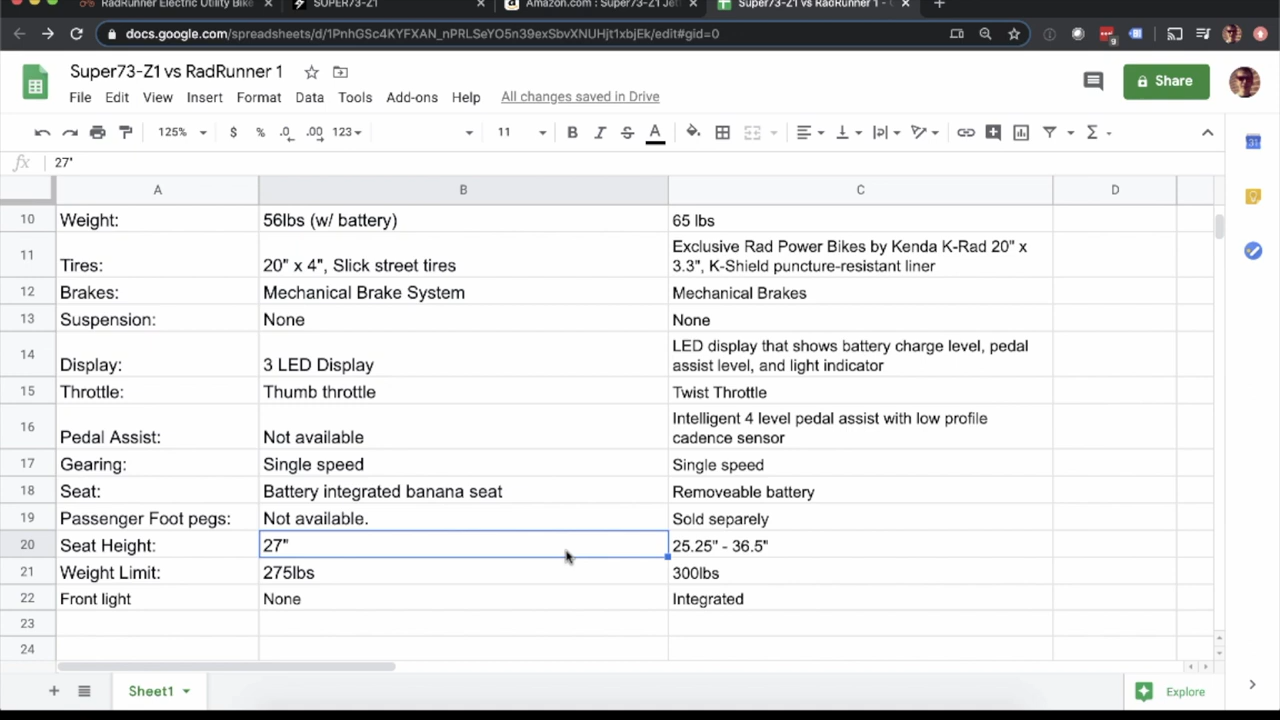 RadRunner Electric Utility Bike
SUPER73-Z1
Amazon.com : Super73-Z1 Jet
Super73-Z1 vs RadRunner 1 -
docs.google.com/spreadsheets/d/1PnhGSc4KYFXAN_nPRLSeYO5n39exSbvXNUHjt1xbjEk/edit#gid=0
9
Super73-Z1 vs RadRunner 1
Share
File Edit View Insert Format Data Tools Add-ons Help All changes saved in Drive
125% $ % .0 .00 123 11 B I S A
31
fx 27"
A B C D
10 Weight: 56lbs (w/ battery) 65 lbs
11 Tires: 20" x 4", Slick street tires Exclusive Rad Power Bikes by Kenda K-Rad 20" x
3.3", K-Shield puncture-resistant liner
12 Brakes: Mechanical Brake System Mechanical Brakes
13 Suspension: None None
14 Display: 3 LED Display LED display that shows battery charge level, pedal
assist level, and light indicator
15 Throttle: Thumb throttle Twist Throttle
16 Pedal Assist: Not available Intelligent 4 level pedal assist with low profile
cadence sensor
17 Gearing: Single speed Single speed
18 Seat: Battery integrated banana seat Removeable battery
19 Passenger Foot pegs: Not available. Sold separely
20 Seat Height: 27" 25.25" - 36.5"
21 Weight Limit: 275lbs 300lbs
22 Front light None Integrated
23
24
Sheet1
Explore